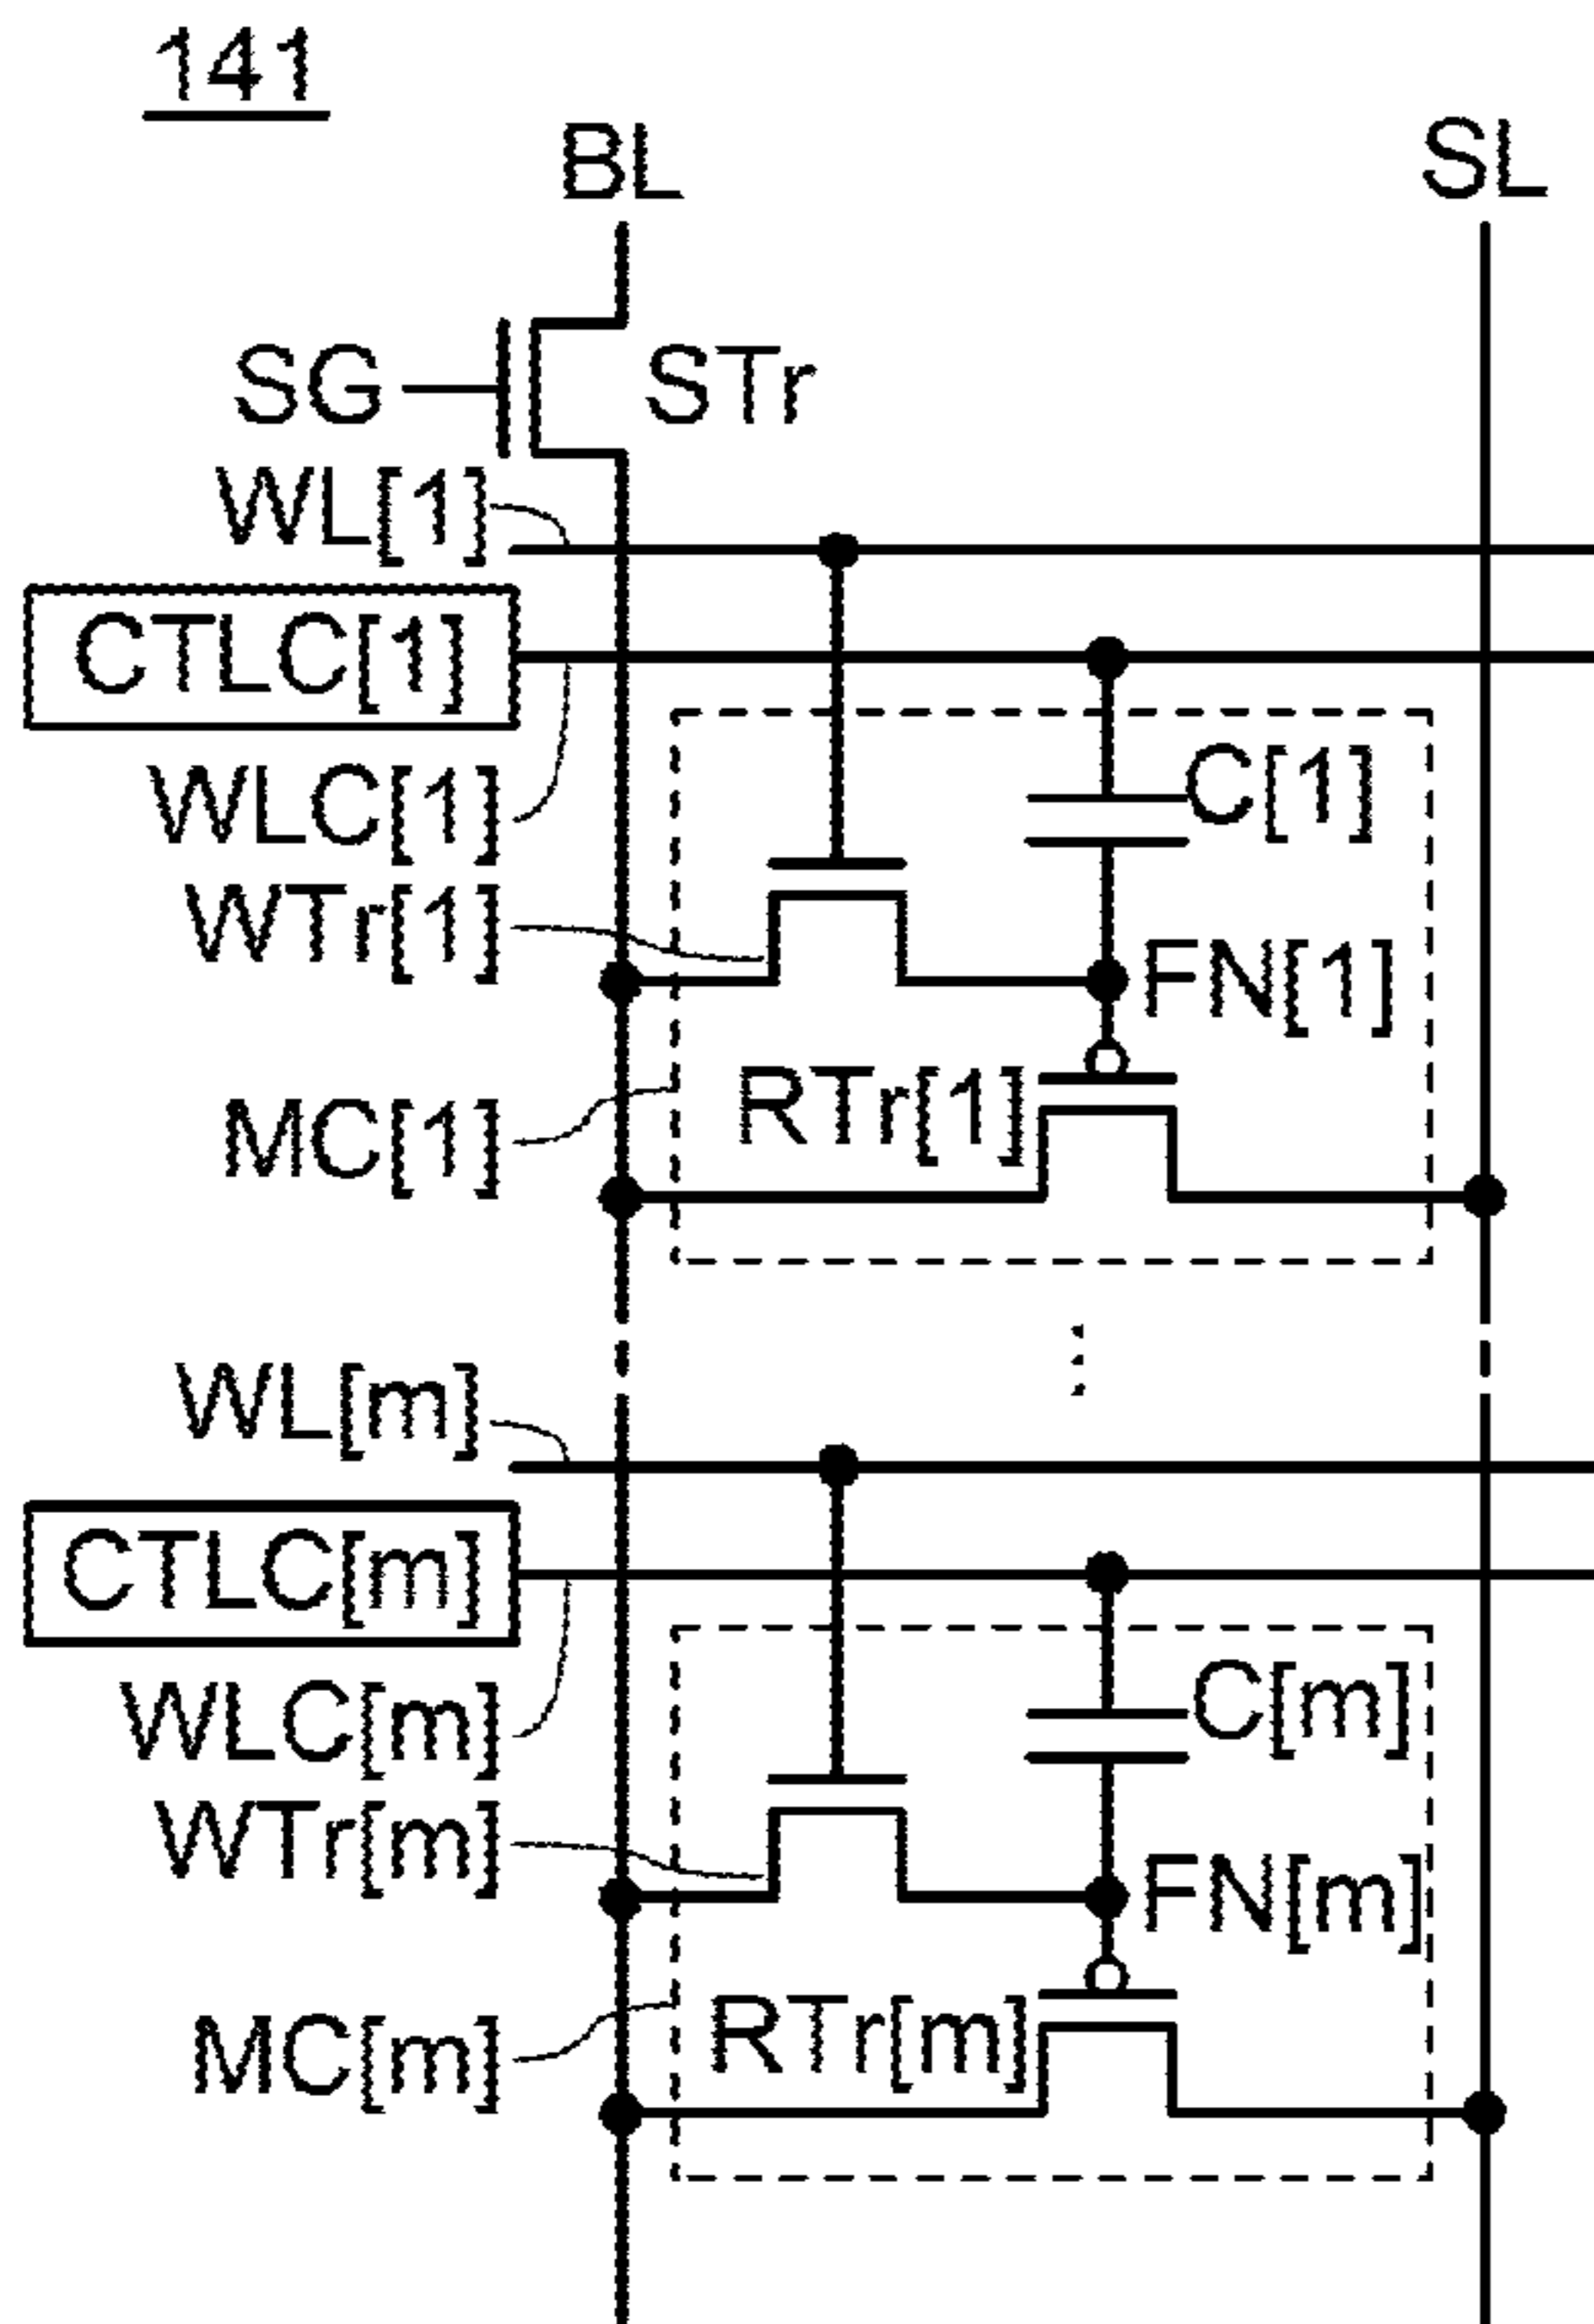 141
BL
SL
SG
STr
WL[1]
CTLC[1]
WLC[1]
C[1]
WTr[1]
FN[1]
RTr[1]
MC[1]
WL[m]
CTLC[m]
WLC[m]
C[m]
WTr[m]
FN[m]
RTr[m]
MC[m]